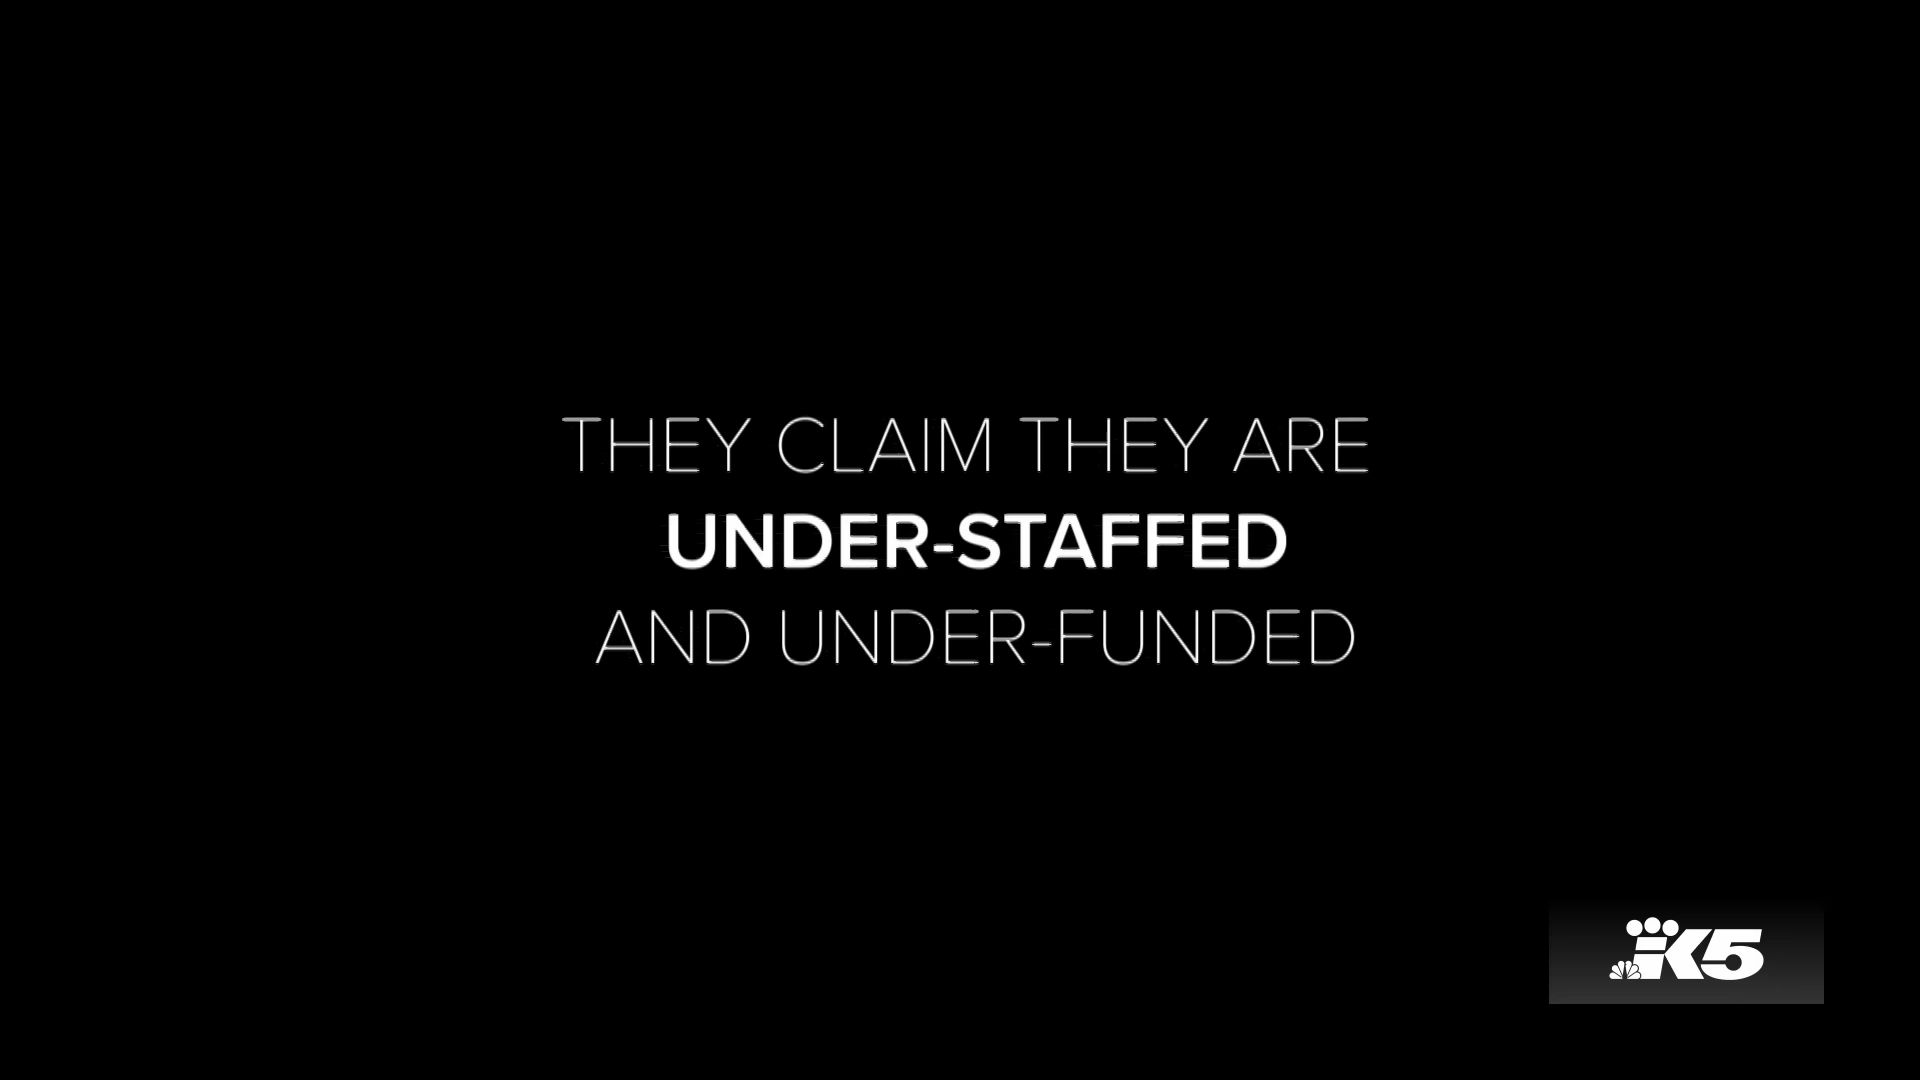 THEY CLAIM THEY ARE
UNDER-STAFFED
AND UNDER-FUNDED
K5